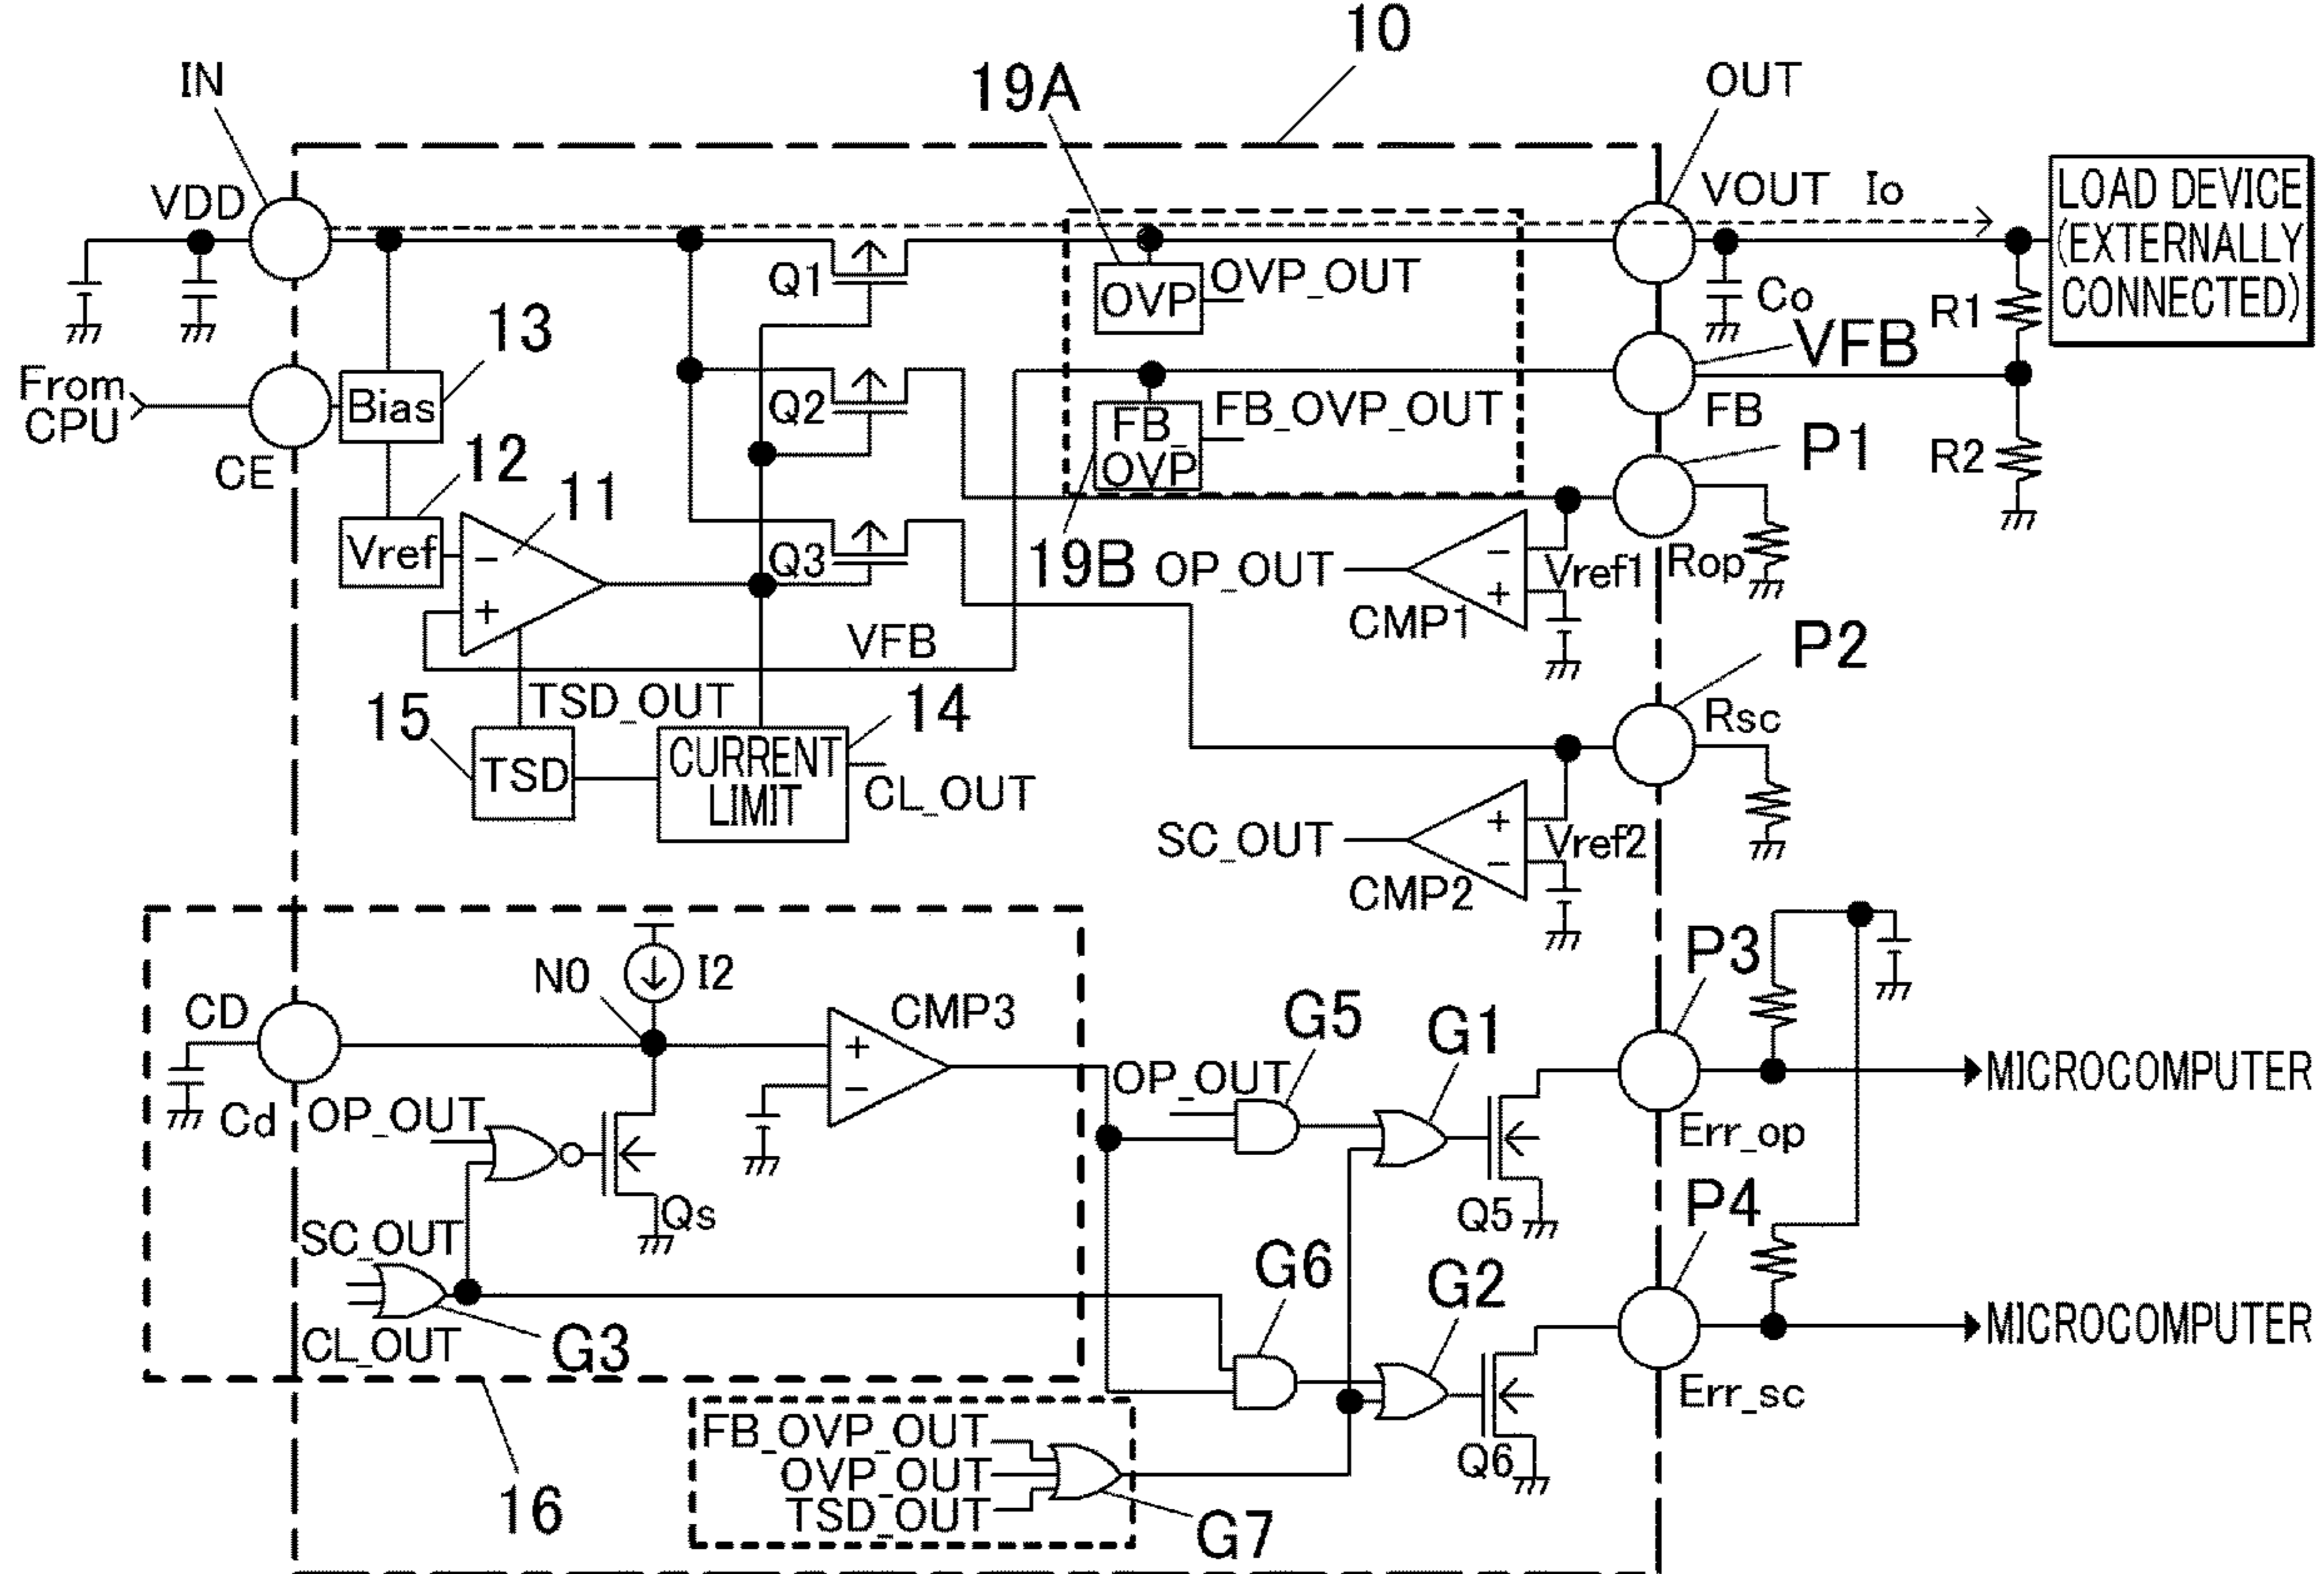 10
IN
19A
OUT
VDD
VOUT Io
LOAD DEVICE
(EXTERNALLY
CONNECTED)
Q1
OVP
OVP_OUT
Co
R1
13
VFB
From
CPU
Bias
Q2
FB_
OVP
FB_OVP_OUT
FB
CE
12
P1
R2
11
Vref
−
+
Q3
19B
OP_OUT
−
+
Vref1
Rop
CMP1
VFB
P2
TSD_OUT
15
14
Rsc
TSD
CURRENT
LIMIT
CL_OUT
SC_OUT
+
−
Vref2
CMP2
P3
N0
I2
CD
CMP3
+
−
G5
G1
OP_OUT
MICROCOMPUTER
Cd
OP_OUT
Err_op
Qs
Q5
P4
SC_OUT
G6
G2
CL_OUT
G3
MICROCOMPUTER
Err_sc
FB_OVP_OUT
OVP_OUT
TSD_OUT
Q6
16
G7